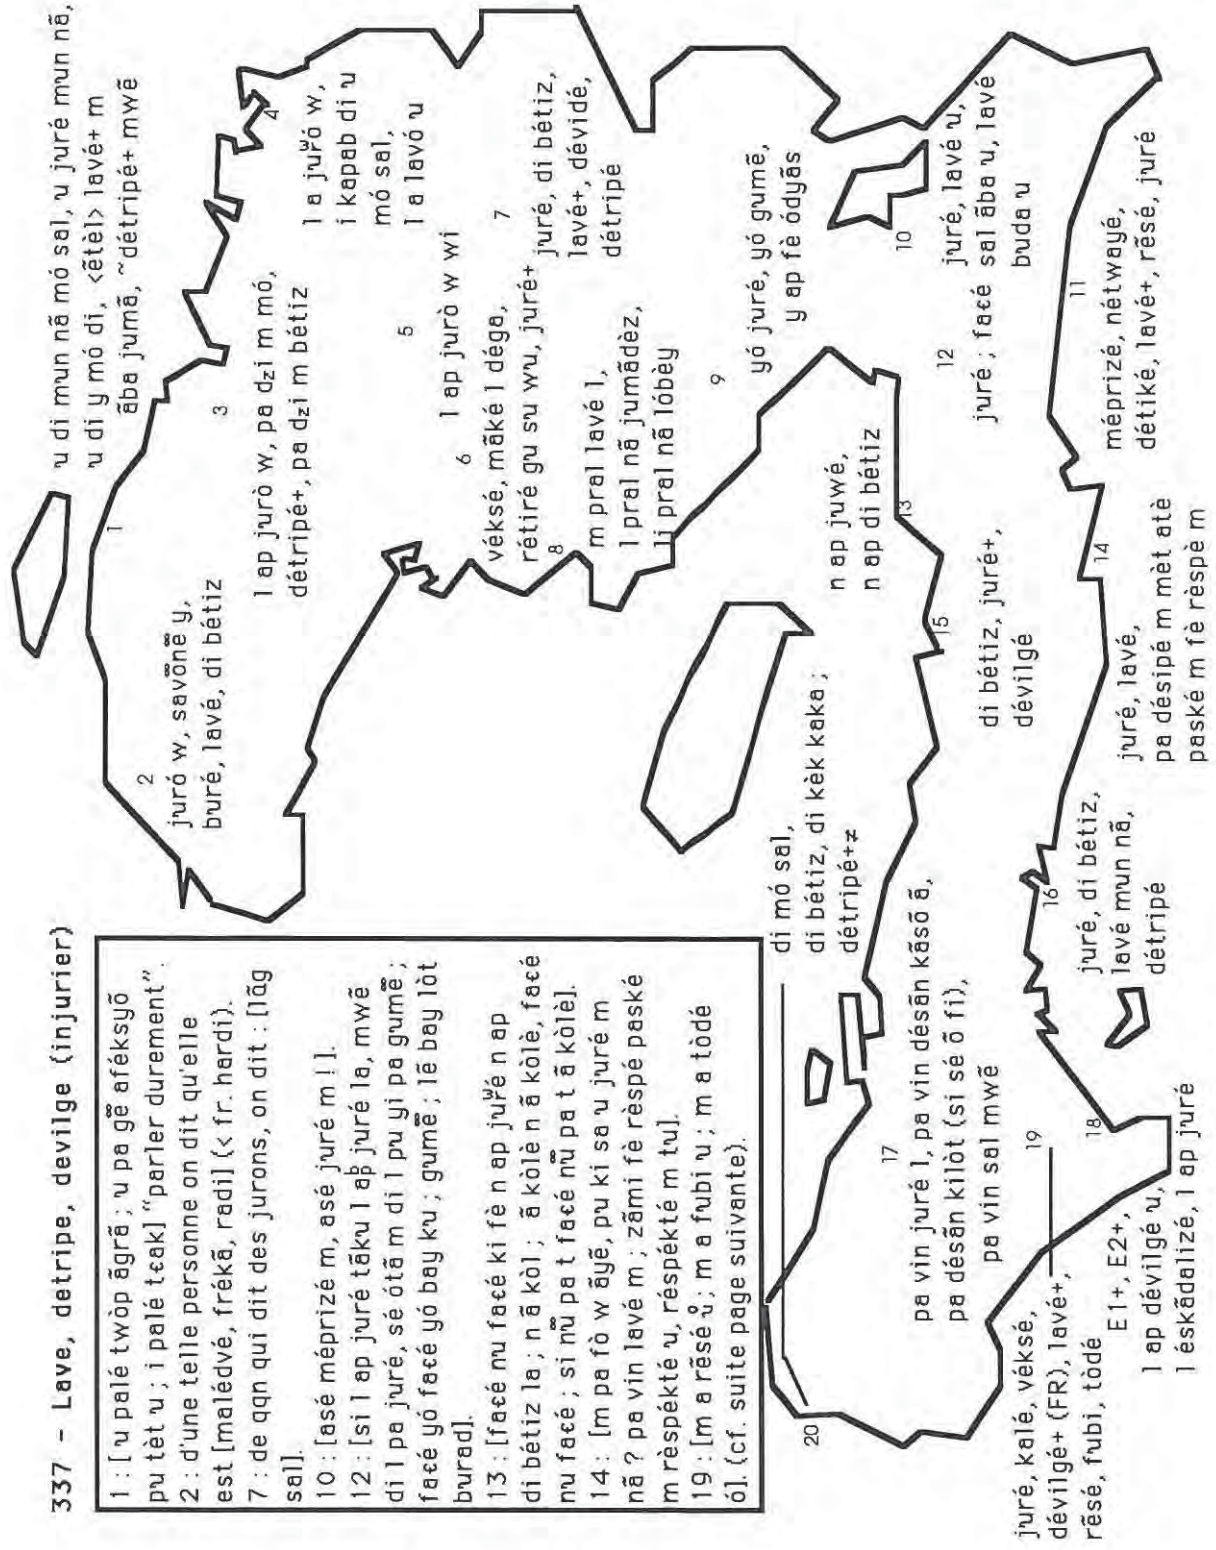 337 – Lave, detripe, devilge (injurier)
1 : [u palé twòp ãgrã ; u pa gẽ aféksyõ
pu tèt u ; i palé tɛak] “parler durement”.
2 : d'une telle personne on dit qu'elle
est [malédvé, frékã, radi] (< fr. hardi).
7 : de qqn qui dit des jurons, on dit : [lãg
sal].
10 : [asé méprizé m, asé juré m ! ].
12 : [si l ap juré tãku l ap juré la, mwẽ
di l pa juré, sé ótã m di l pu yi pa gumẽ ;
faɛé yó faɛé yó bay ku ; gumẽ ; lẽ bay lòt
burad].
13 : [faɛé nu faɛé ki fè n ap juwé n ap
di bétiz la ; n ã kòl ; ã kòlè n ã kòlè, faɛé
nu faɛé ; si nu pa t faɛé nu pa t ã kòlè].
14 : [m pa fò w ãyẽ, pu ki sa u juré m
nã ? pa vin lavé m ; zãmi fè rèspé paské
m rèspékté u, réspékté m tu].
19 : [m a rẽsé u ; m a fubi u ; m a tòdé
ól]. (cf. suite page suivante).
u di mun nã mó sal, u juré mun nã,
u di y mó di, <ẽtèl> lavé+ m
ãba jumã, ~détripé+ mwẽ
1
2
juró w, savõnẽ y,
buré, lavé, di bétiz
3
l ap juròw, pa dzi m mó,
détripé+, pa dzi m bétiz
4
l a juró w,
i kapab di u
mó sal,
l a lavó u
5
l ap jurò w wi
6
véksé, mãké l déga,
rétiré gu su wu, juré+
7
juré, di bétiz,
lavé+, dévidé,
détripé
8
m pral lavé l,
l pral nã jumãdèz,
li pral nã lóbèy
9
yó juré, yó gumẽ,
y ap fè ódyãs
10
juré, lavé u,
sal ãba u, lavé
buda u
11
méprizé, nétwayé,
détiké, lavé+, rẽsé, juré
12
juré ; faɛé
13
n ap juwé,
n ap di bétiz
14
juré, lavé,
pa désipé m mèt atè
paské m fè rèspè m
15
di bétiz, juré+,
dévilgé
16
juré, di bétiz,
lavé mun nã,
détripé
17
pa vin juré l, pa vin désãn kãsõ ã,
pa désãn kilòt (si sé õ fi),
pa vin sal mwẽ
18
E1+, E2+,
l ap dévilgé u,
l éskãdalizé, l ap juré
19
juré, kalé, véksé,
dévilgé+ (FR), lavé+,
rẽsé, fubi, tòdé
20
di mó sal,
di bétiz, di kèk kaka ;
détripé+≠